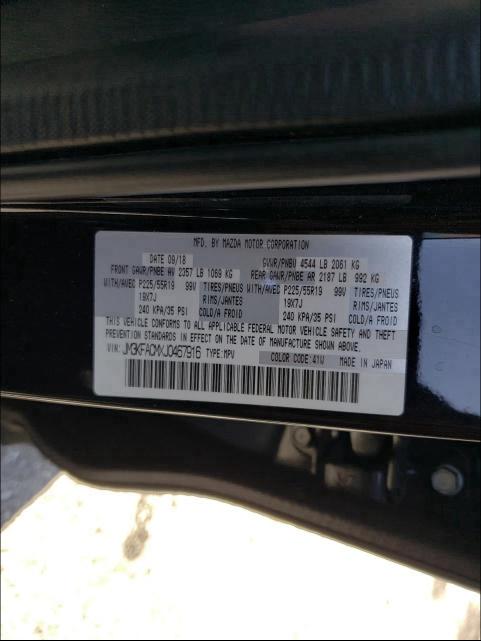 MFD. BY MAZDA MOTOR CORPORATION
DATE 09/18 GVWR/PNBV 4544 LB 2061 KG
FRONT GAWR/PNBE AV 2357 LB 1069 KG REAR GAWR/PNBE AR 2187 LB 992 KG
WITH/AVEC P225/55R19 99V TIRES/PNEUS WITH/AVEC P225/55R19 99V TIRES/PNEUS
19X7J RIMS/JANTES 19X7J RIMS/JANTES
240 KPA/35 PSI COLD/A FROID 240 KPA/35 PSI COLD/A FROID
THIS VEHICLE CONFORMS TO ALL APPLICABLE FEDERAL MOTOR VEHICLE SAFETY AND THEFT
PREVENTION STANDARDS IN EFFECT ON THE DATE OF MANUFACTURE SHOWN ABOVE.
VIN: JM3KFACMXJ0467916 TYPE:MPV COLOR CODE:41W MADE IN JAPAN